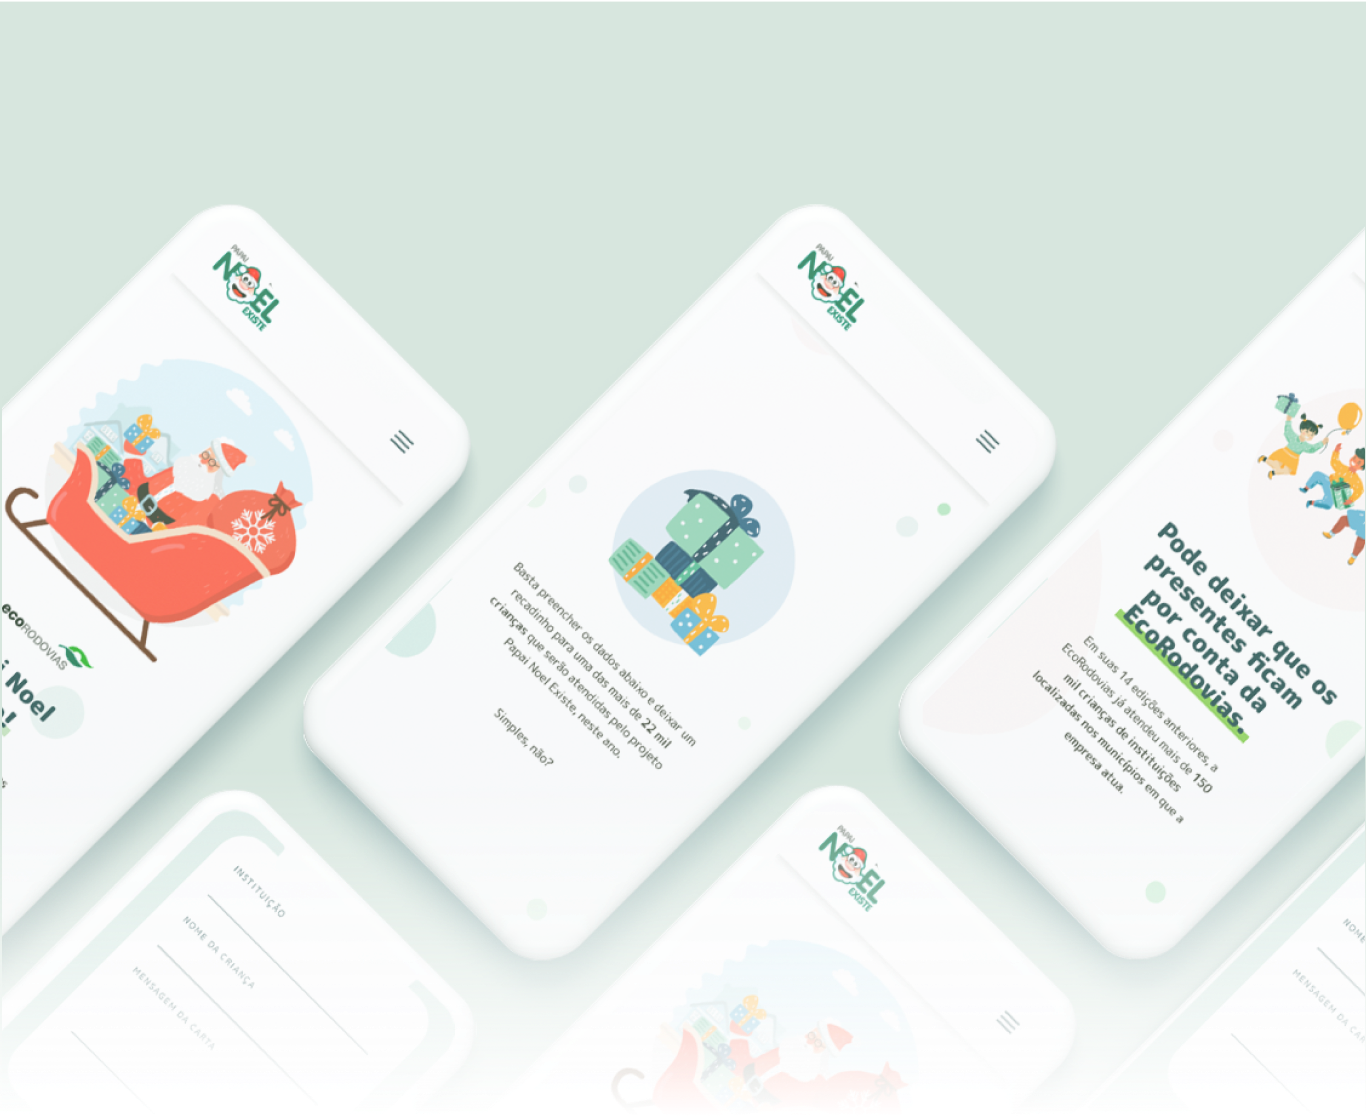 PAPAI
NOEL
EXISTE
ecoRODOVIAS
Noel
PAPAI
NOEL
EXISTE
Basta preencher os dados abaixo e deixar um
recadinho para uma das mais de 22 mil
crianças que serão atendidas pelo projeto
Papai Noel Existe, neste ano.
Simples, não?
Pode deixar que os
presentes ficam
por conta da
EcoRodovias.
Em suas 14 edições anteriores, a
EcoRodovias já atendeu mais de 150
mil crianças de instituições
localizadas nos municípios em que a
empresa atua.
INSTITUIÇÃO
NOME DA CRIANÇA
MENSAGEM DA CARTA
PAPAI
NOEL
EXISTE
NOME
MENSAGEM DA CA